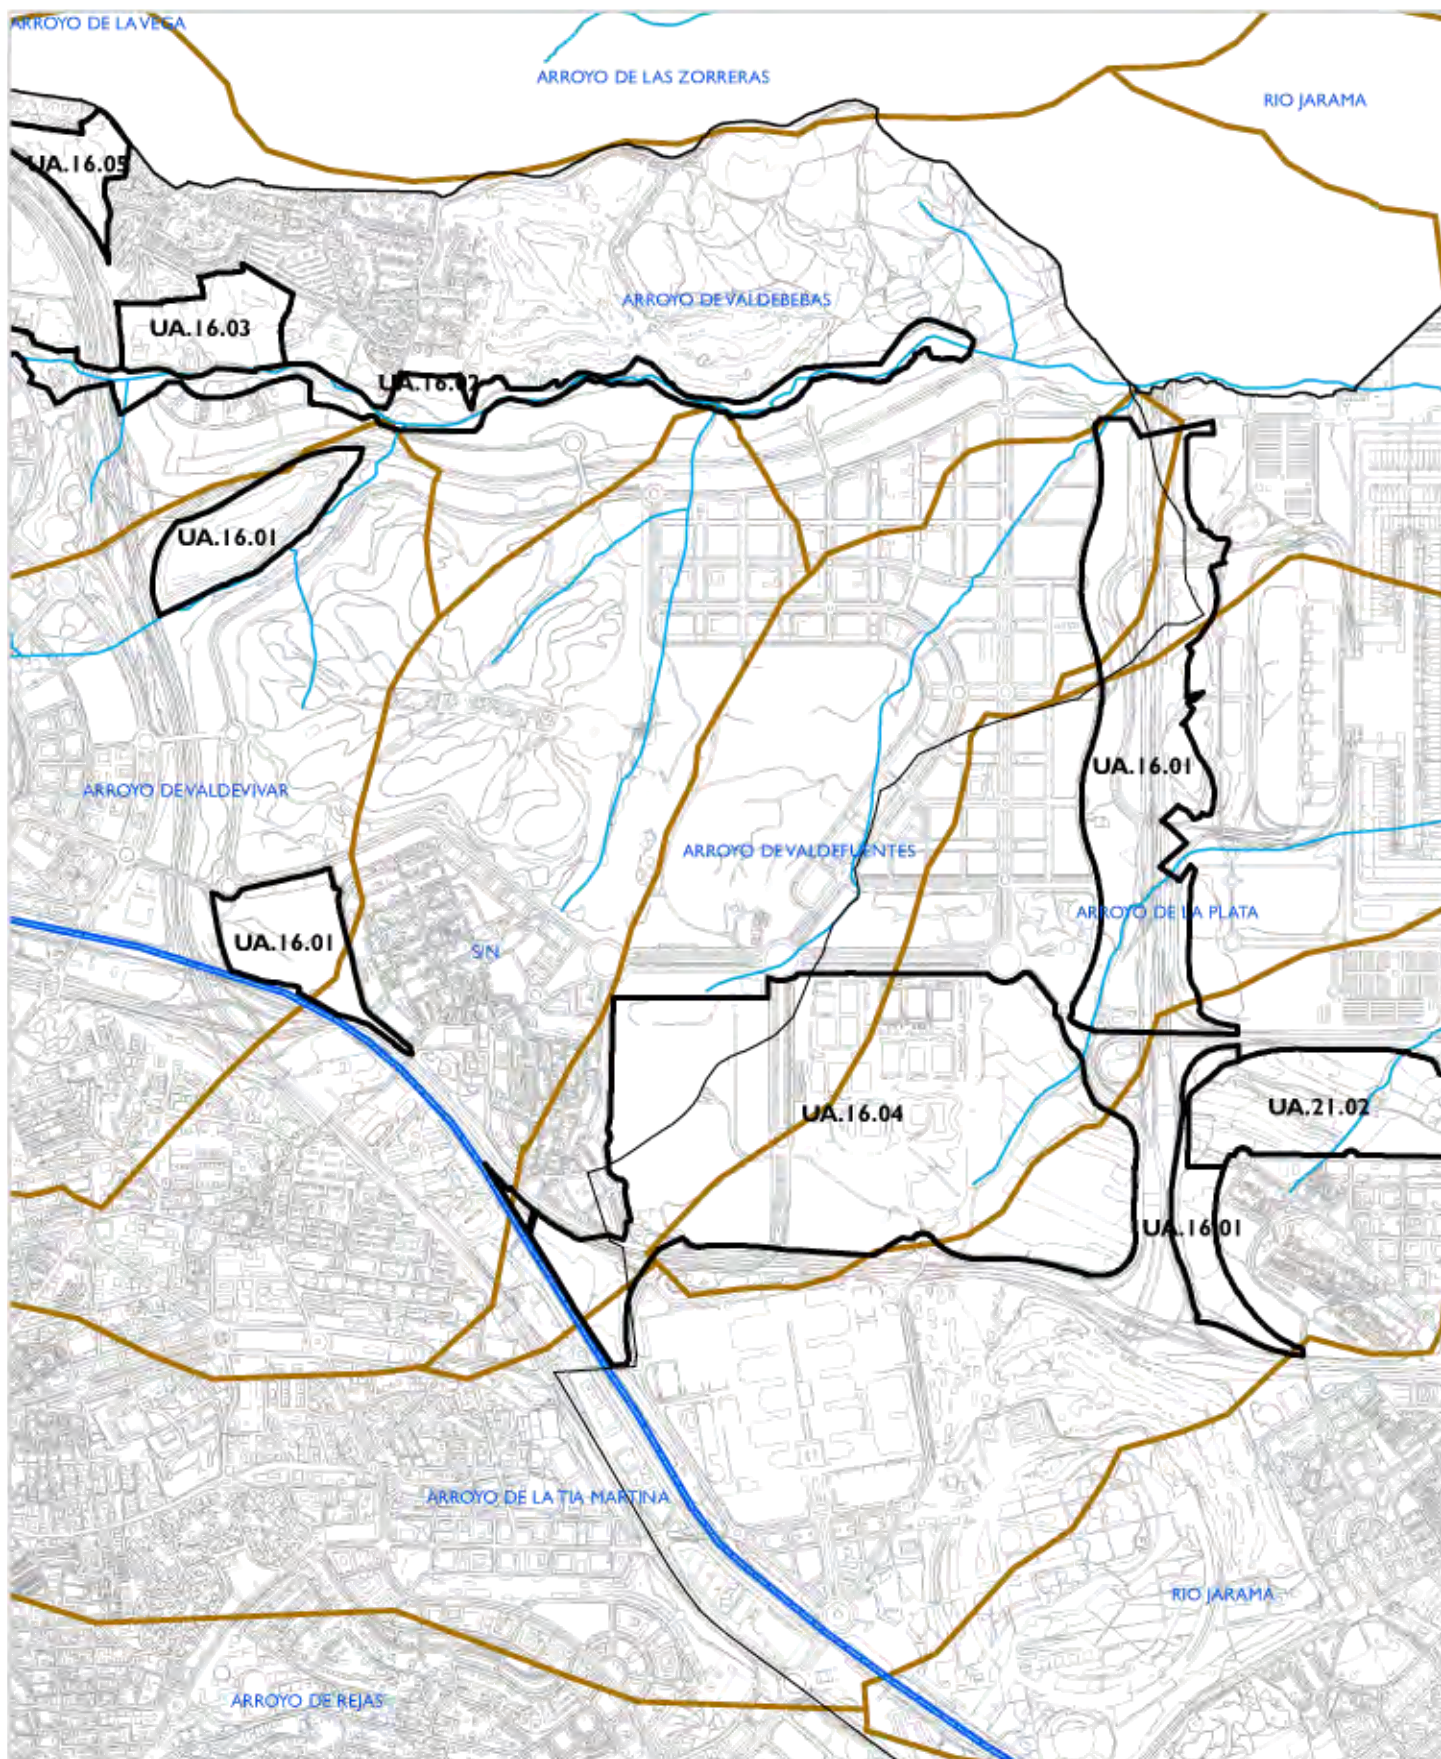 ARROYO DE LA VEGA
ARROYO DE LAS ZORRERAS
RIO JARAMA
UA.16.05
ARROYO DE VALDEBEBAS
UA.16.03
UA.16.02
UA.16.01
UA.16.01
ARROYO DE VALDEVIVAR
ARROYO DE VALDEFUENTES
ARROYO DE LA PLATA
UA.16.01
S/N
UA.16.04
UA.21.02
UA.16.01
ARROYO DE LA TIA MARTINA
RIO JARAMA
ARROYO DE REJAS